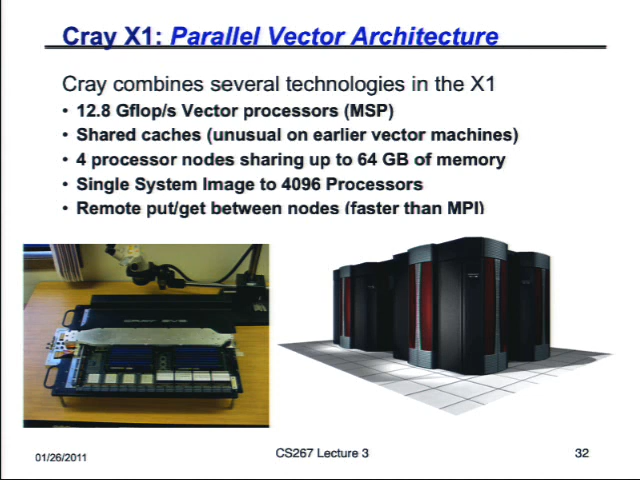 Cray X1: Parallel Vector Architecture
Cray combines several technologies in the X1
• 12.8 Gflop/s Vector processors (MSP)
• Shared caches (unusual on earlier vector machines)
• 4 processor nodes sharing up to 64 GB of memory
• Single System Image to 4096 Processors
• Remote put/get between nodes (faster than MPI)
01/26/2011
CS267 Lecture 3
32